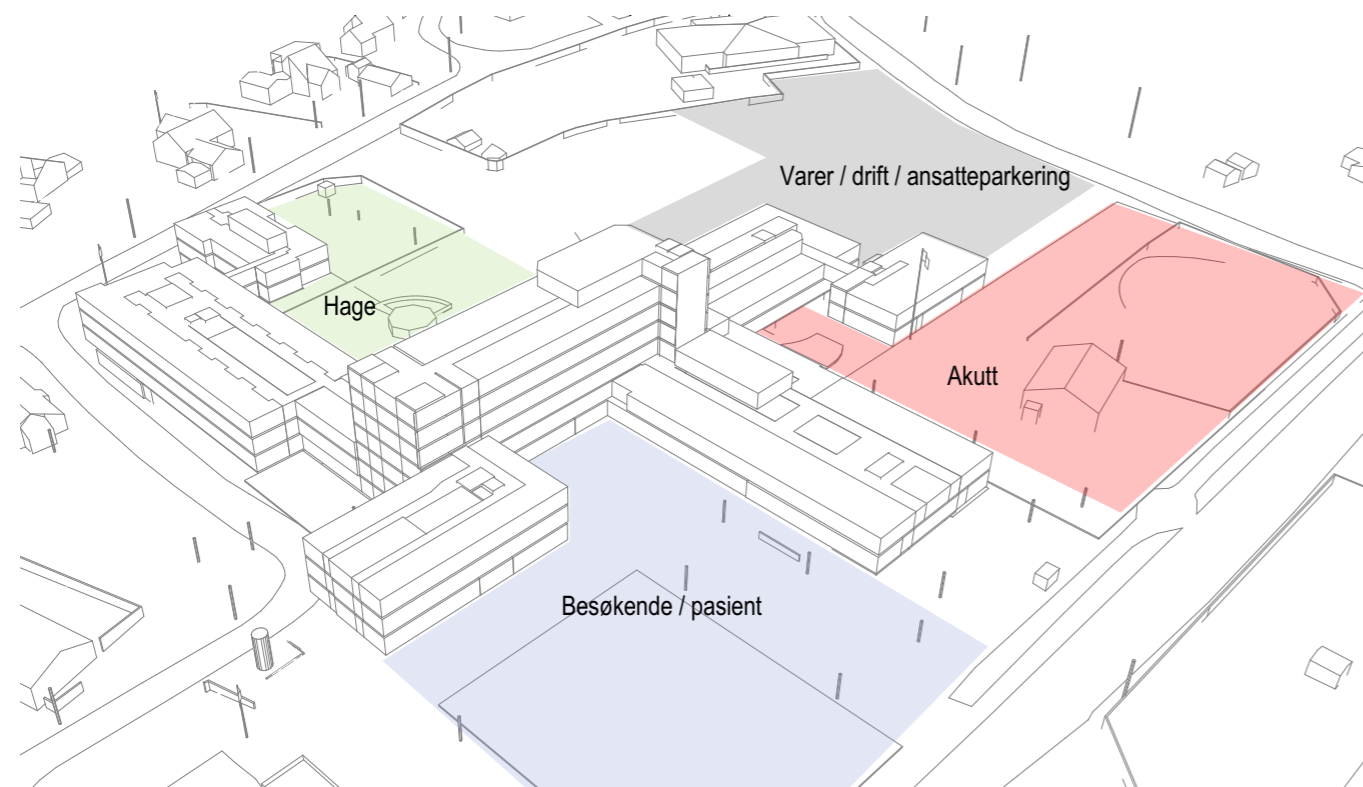 Varer / drift / ansatteparkering
Hage
Akutt
Besøkende / pasient